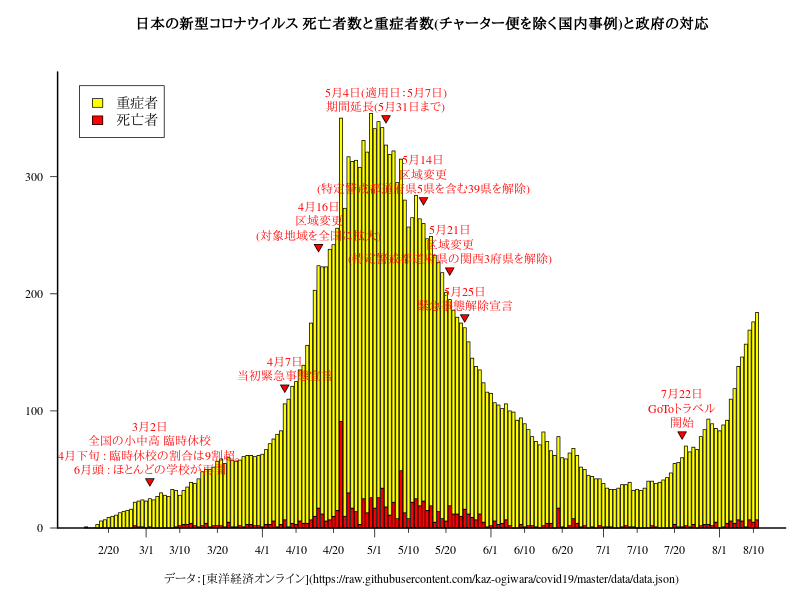 日本の新型コロナウイルス 死亡者数と重症者数(チャーター便を除く国内事例)と政府の対応
重症者
死亡者
5月4日(適用日：5月7日)
期間延長(5月31日まで)
5月14日
区域変更
(特定警戒都道府県5県を含む39県を解除)
4月16日
区域変更
(対象地域を全国に拡大)
5月21日
区域変更
(特定警戒都道府県の関西3府県を解除)
5月25日
緊急事態解除宣言
4月7日
当初緊急事態宣言
3月2日
全国の小中高 臨時休校
4月下旬 : 臨時休校の割合は9割超
6月頭 : ほとんどの学校が再開
7月22日
GoToトラベル
開始
300
200
100
0
2/20 3/1 3/10 3/20 4/1 4/10 4/20 5/1 5/10 5/20 6/1 6/10 6/20 7/1 7/10 7/20 8/1 8/10
データ : [東洋経済オンライン](https://raw.githubusercontent.com/kaz-ogiwara/covid19/master/data/data.json)